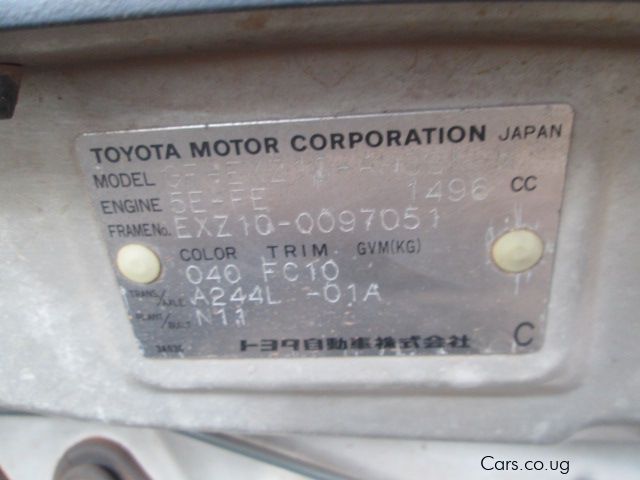 TOYOTA MOTOR CORPORATION JAPAN
MODEL
ENGINE 5E-FE 1496 CC
FRAME No. EXZ10-0097051
COLOR TRIM GVM(KG)
040 FC10
TRANS./AXLE A244L -01A
PLANT/BUILT N11
トヨタ自動車株式会社 C
Cars.co.ug